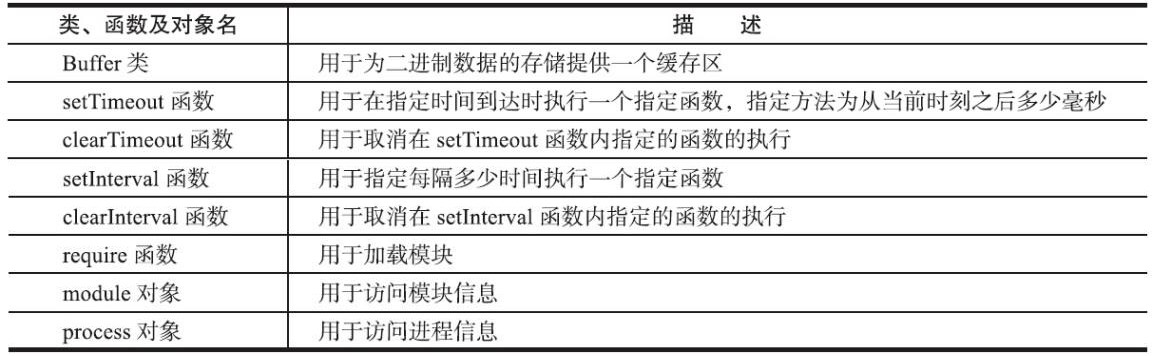 类、函数及对象名 描 述
Buffer 类 用于为二进制数据的存储提供一个缓存区
setTimeout 函数 用于在指定时间到达时执行一个指定函数，指定方法为从当前时刻之后多少毫秒
clearTimeout 函数 用于取消在 setTimeout 函数内指定的函数的执行
setInterval 函数 用于指定每隔多少时间执行一个指定函数
clearInterval 函数 用于取消在 setInterval 函数内指定的函数的执行
require 函数 用于加载模块
module 对象 用于访问模块信息
process 对象 用于访问进程信息